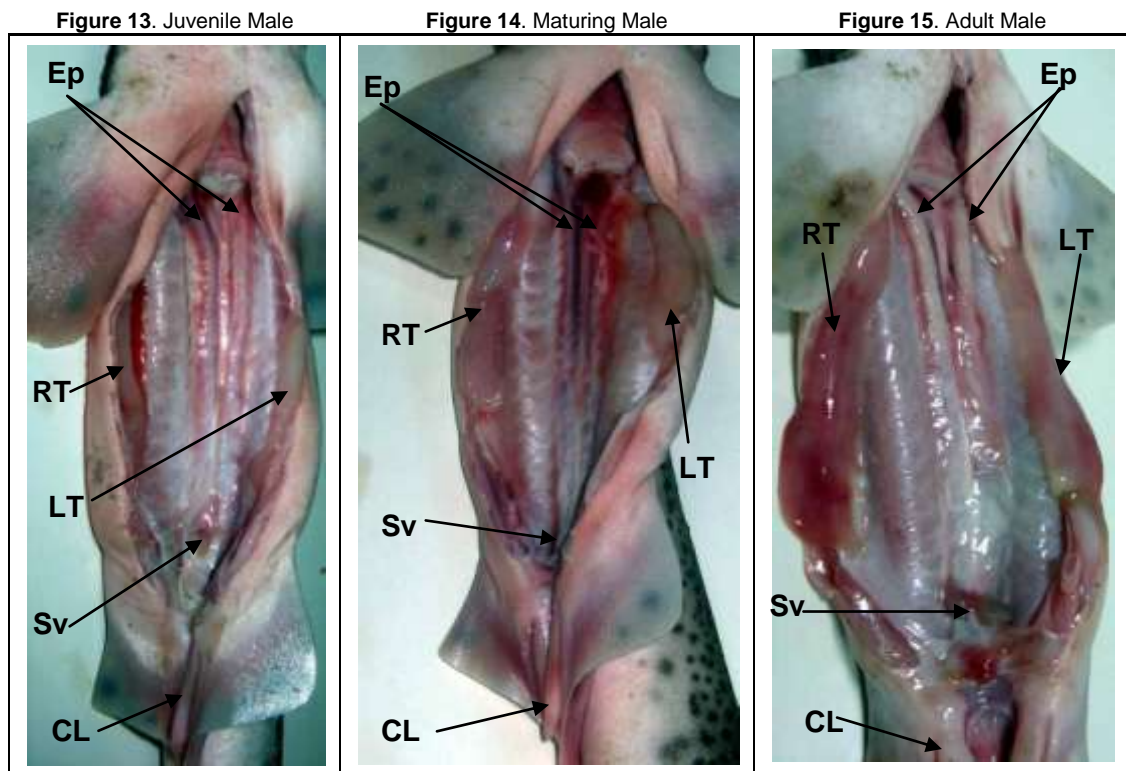 Figure 13. Juvenile Male
Ep
RT
LT
Sv
CL
Figure 14. Maturing Male
Ep
RT
LT
Sv
CL
Figure 15. Adult Male
Ep
RT
LT
Sv
CL